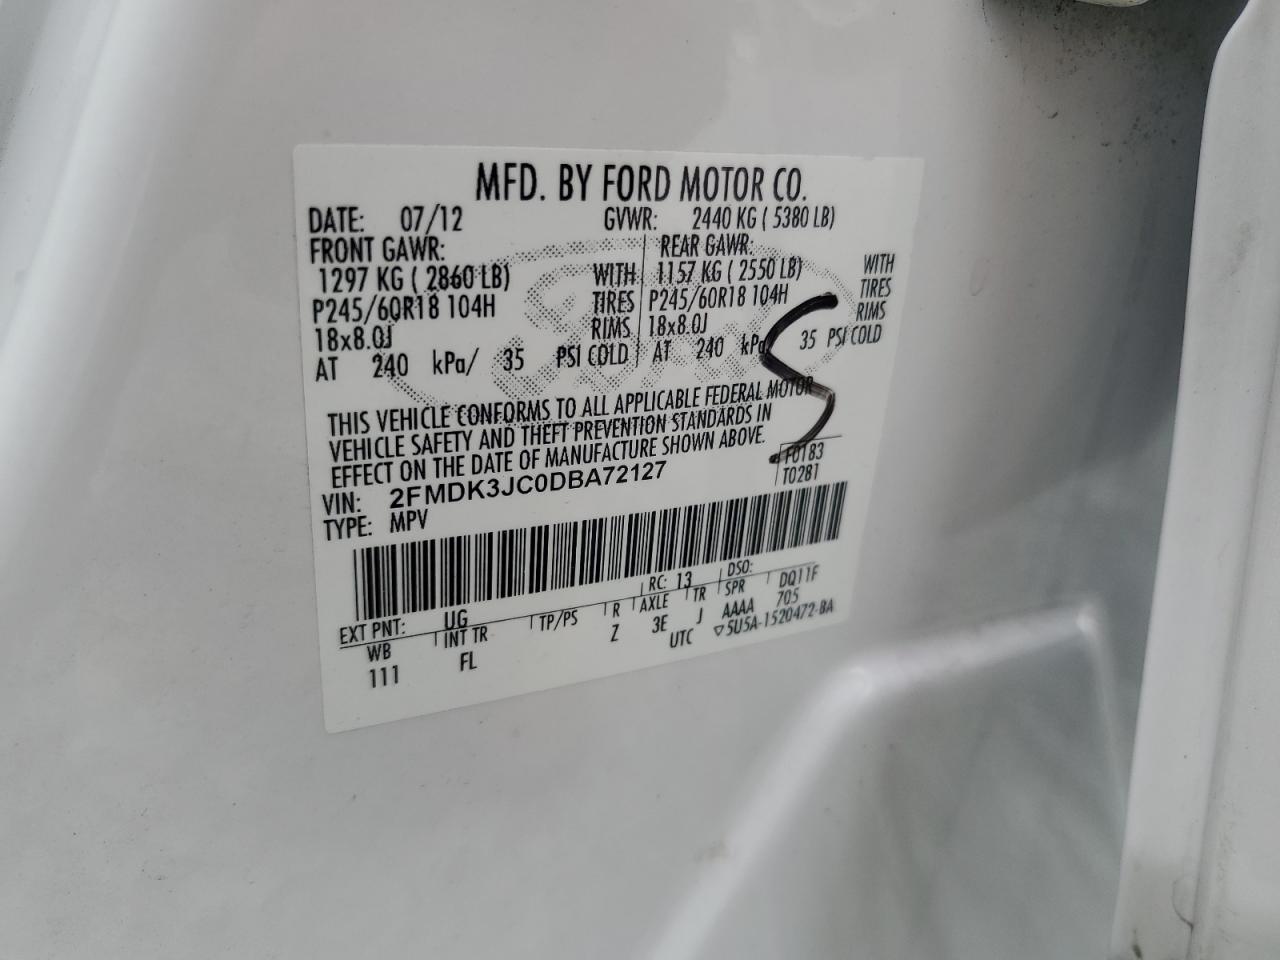 MFD. BY FORD MOTOR CO.
DATE: 07/12 GVWR: 2440 KG ( 5380 LB)
FRONT GAWR: REAR GAWR:
1297 KG ( 2860 LB) WITH 1157 KG ( 2550 LB) WITH
P245/60R18 104H TIRES P245/60R18 104H TIRES
18x8.0J RIMS 18x8.0J RIMS
AT 240 kPa/ 35 PSI COLD AT 240 kPa 35 PSI COLD
THIS VEHICLE CONFORMS TO ALL APPLICABLE FEDERAL MOTOR
VEHICLE SAFETY AND THEFT PREVENTION STANDARDS IN
EFFECT ON THE DATE OF MANUFACTURE SHOWN ABOVE.
F0183
VIN: 2FMDK3JC0DBA72127 T0281
TYPE: MPV
RC: 13 DSO:
EXT PNT: UG DQ11F
WB INT TR TP/PS R AXLE TR SPR 705
111 FL Z 3E J AAAA
UTC ▽5U5A-1520472-BA